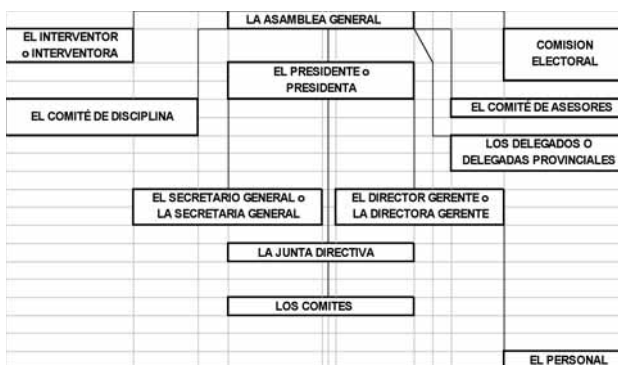 LA ASAMBLEA GENERAL
EL INTERVENTOR
o INTERVENTORA
COMISION
ELECTORAL
EL PRESIDENTE o
PRESIDENTA
EL COMITÉ DE DISCIPLINA
EL COMITÉ DE ASESORES
LOS DELEGADOS O
DELEGADAS PROVINCIALES
EL SECRETARIO GENERAL o
LA SECRETARIA GENERAL
EL DIRECTOR GERENTE o
LA DIRECTORA GERENTE
LA JUNTA DIRECTIVA
LOS COMITES
EL PERSONAL